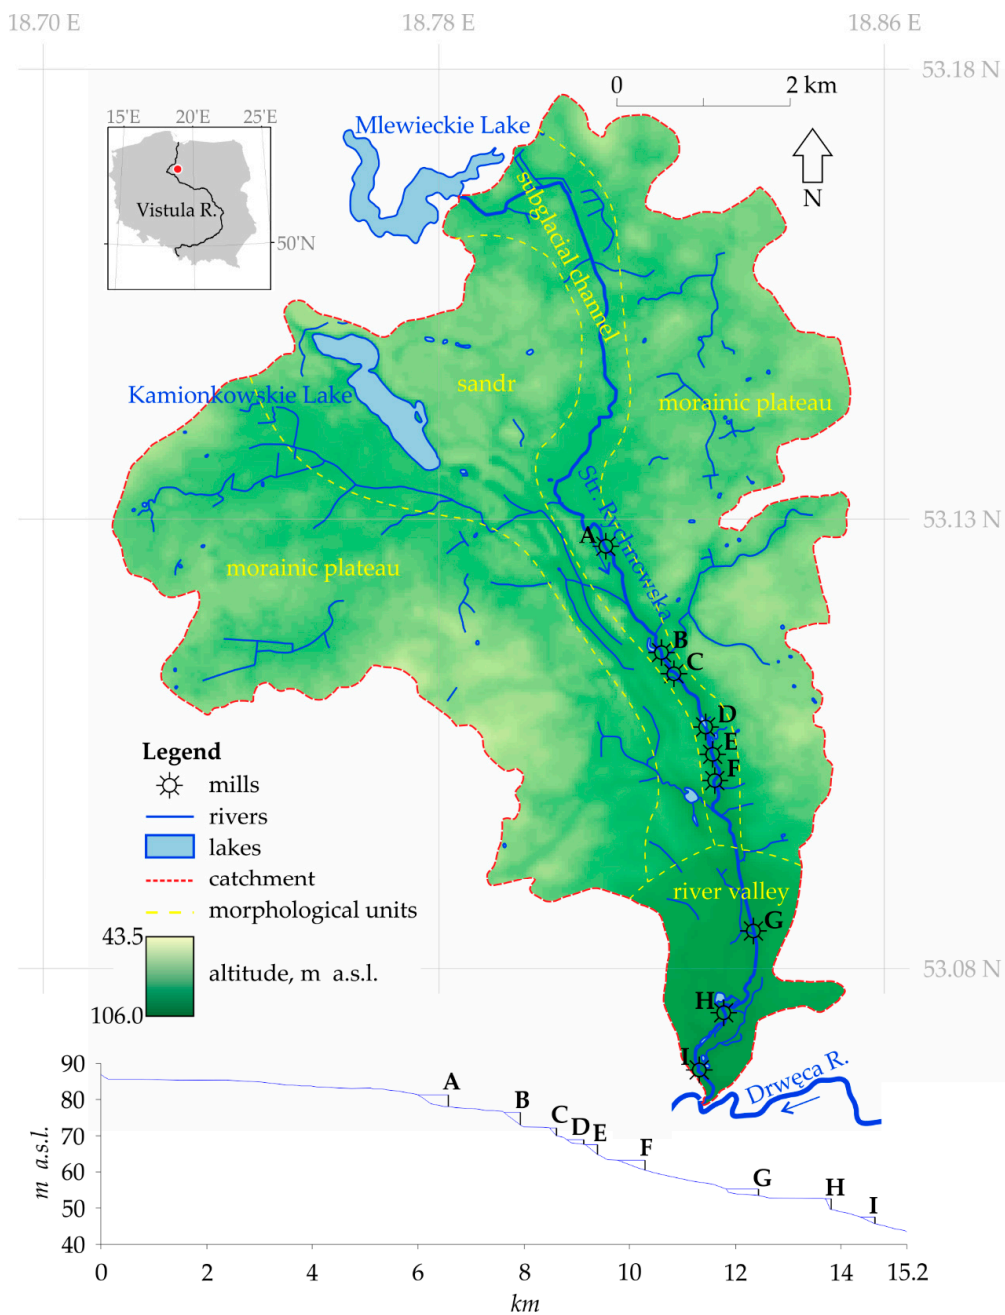 18.70 E
18.78 E
18.86 E
53.18 N
0
2 km
15'E
20'E
25'E
Mlewieckie Lake
N
Vistula R.
50'N
subglacial channel
Kamionkowskie Lake
sandr
morainic plateau
Str. Rychnowska
53.13 N
A
morainic plateau
B
C
D
E
F
Legend
mills
rivers
lakes
catchment
morphological units
river valley
G
43.5
altitude, m a.s.l.
106.0
53.08 N
H
I
Drwęca R.
90
80
70
60
50
40
m a.s.l.
A
B
C
D
E
F
G
H
I
0
2
4
6
8
10
12
14
15.2
km